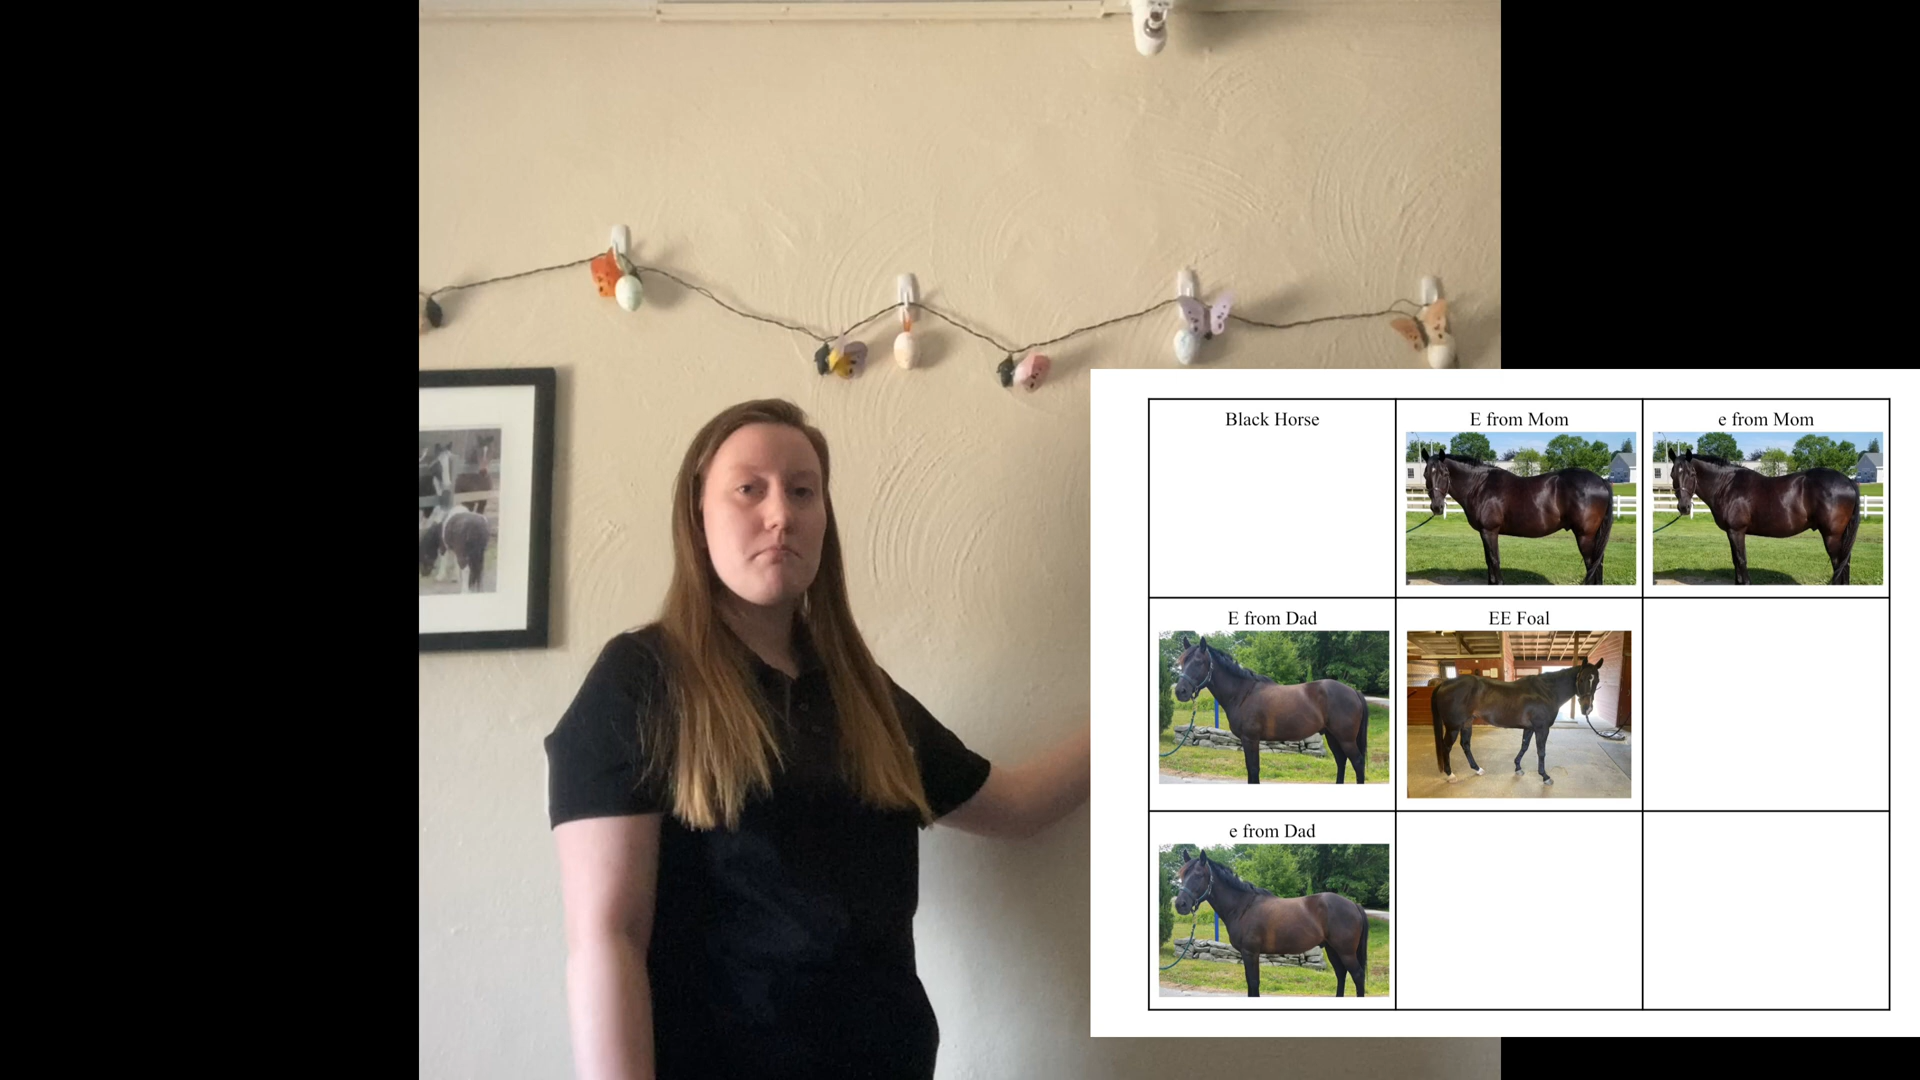 Black Horse
E from Mom
e from Mom
E from Dad
EE Foal
e from Dad